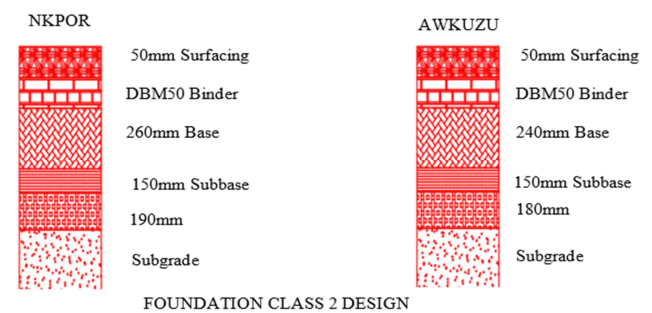 NKPOR
50mm Surfacing
DBM50 Binder
260mm Base
150mm Subbase
190mm
Subgrade
AWKUZU
50mm Surfacing
DBM50 Binder
240mm Base
150mm Subbase
180mm
Subgrade
FOUNDATION CLASS 2 DESIGN